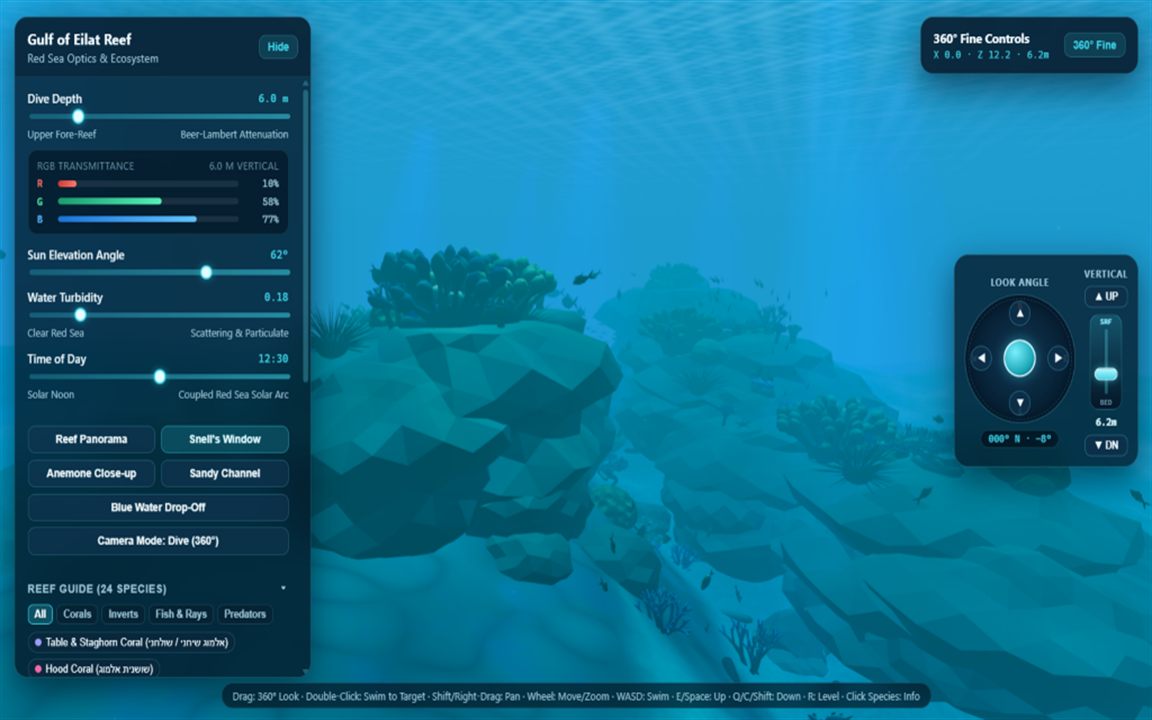 Gulf of Eilat Reef
Red Sea Optics & Ecosystem
Hide
Dive Depth
6.0 m
Upper Fore-Reef
Beer-Lambert Attenuation
RGB TRANSMITTANCE
6.0 M VERTICAL
R
10%
G
58%
B
77%
Sun Elevation Angle
62°
Water Turbidity
0.18
Clear Red Sea
Scattering & Particulate
Time of Day
12:30
Solar Noon
Coupled Red Sea Solar Arc
Reef Panorama
Snell's Window
Anemone Close-up
Sandy Channel
Blue Water Drop-Off
Camera Mode: Dive (360°)
REEF GUIDE (24 SPECIES)
All
Corals
Inverts
Fish & Rays
Predators
Table & Staghorn Coral (אלמוג שיחני / שולחני)
Hood Coral (שושנית אלמוג)
360° Fine Controls
X 0.0 · Z 12.2 · 6.2m
360° Fine
LOOK ANGLE
000° N · -8°
VERTICAL
▲ UP
SRF
BED
6.2m
▼ DN
Drag: 360° Look · Double-Click: Swim to Target · Shift/Right-Drag: Pan · Wheel: Move/Zoom · WASD: Swim · E/Space: Up · Q/C/Shift: Down · R: Level · Click Species: Info